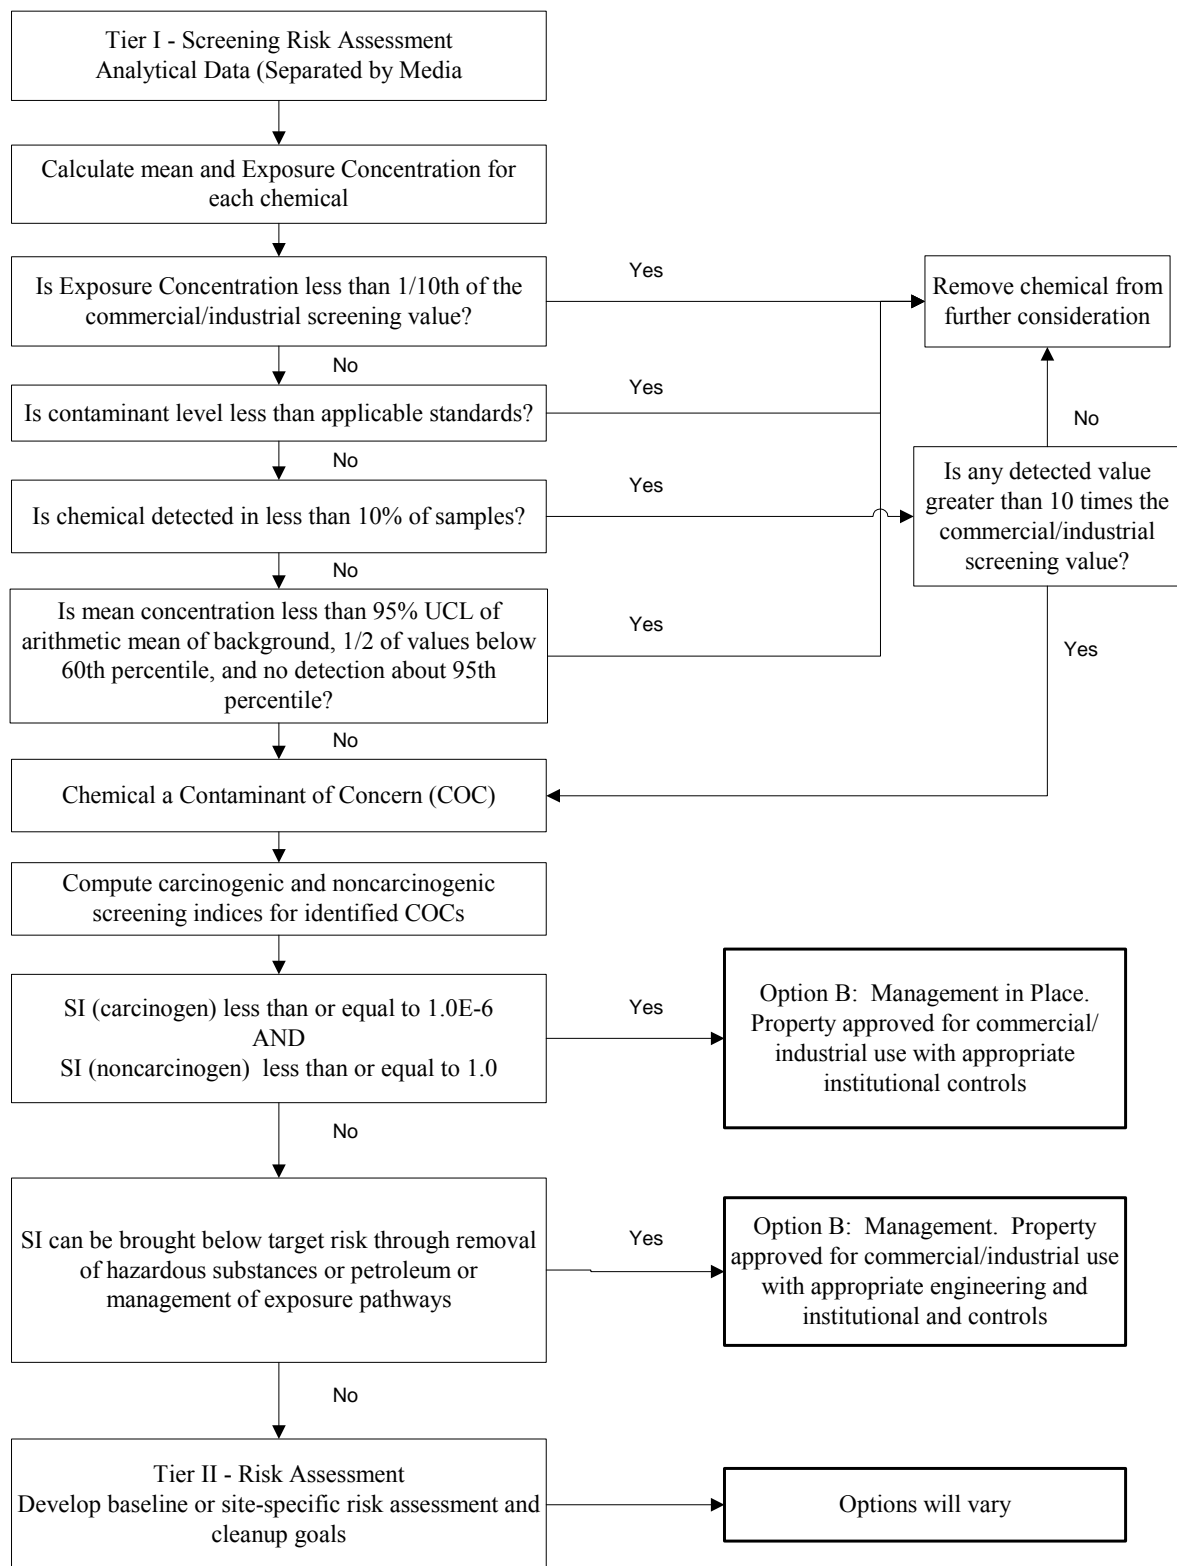 Tier I - Screening Risk Assessment
Analytical Data (Separated by Media
Calculate mean and Exposure Concentration for
each chemical
Is Exposure Concentration less than 1/10th of the
commercial/industrial screening value?
Yes
Remove chemical from
further consideration
No
Is contaminant level less than applicable standards?
Yes
No
No
Is chemical detected in less than 10% of samples?
Yes
Is any detected value
greater than 10 times the
commercial/industrial
screening value?
No
Is mean concentration less than 95% UCL of
arithmetic mean of background, 1/2 of values below
60th percentile, and no detection about 95th
percentile?
Yes
Yes
No
Chemical a Contaminant of Concern (COC)
Compute carcinogenic and noncarcinogenic
screening indices for identified COCs
SI (carcinogen) less than or equal to 1.0E-6
AND
SI (noncarcinogen) less than or equal to 1.0
Yes
Option B: Management in Place.
Property approved for commercial/
industrial use with appropriate
institutional controls
No
SI can be brought below target risk through removal
of hazardous substances or petroleum or
management of exposure pathways
Yes
Option B: Management. Property
approved for commercial/industrial use
with appropriate engineering and
institutional and controls
No
Tier II - Risk Assessment
Develop baseline or site-specific risk assessment and
cleanup goals
Options will vary